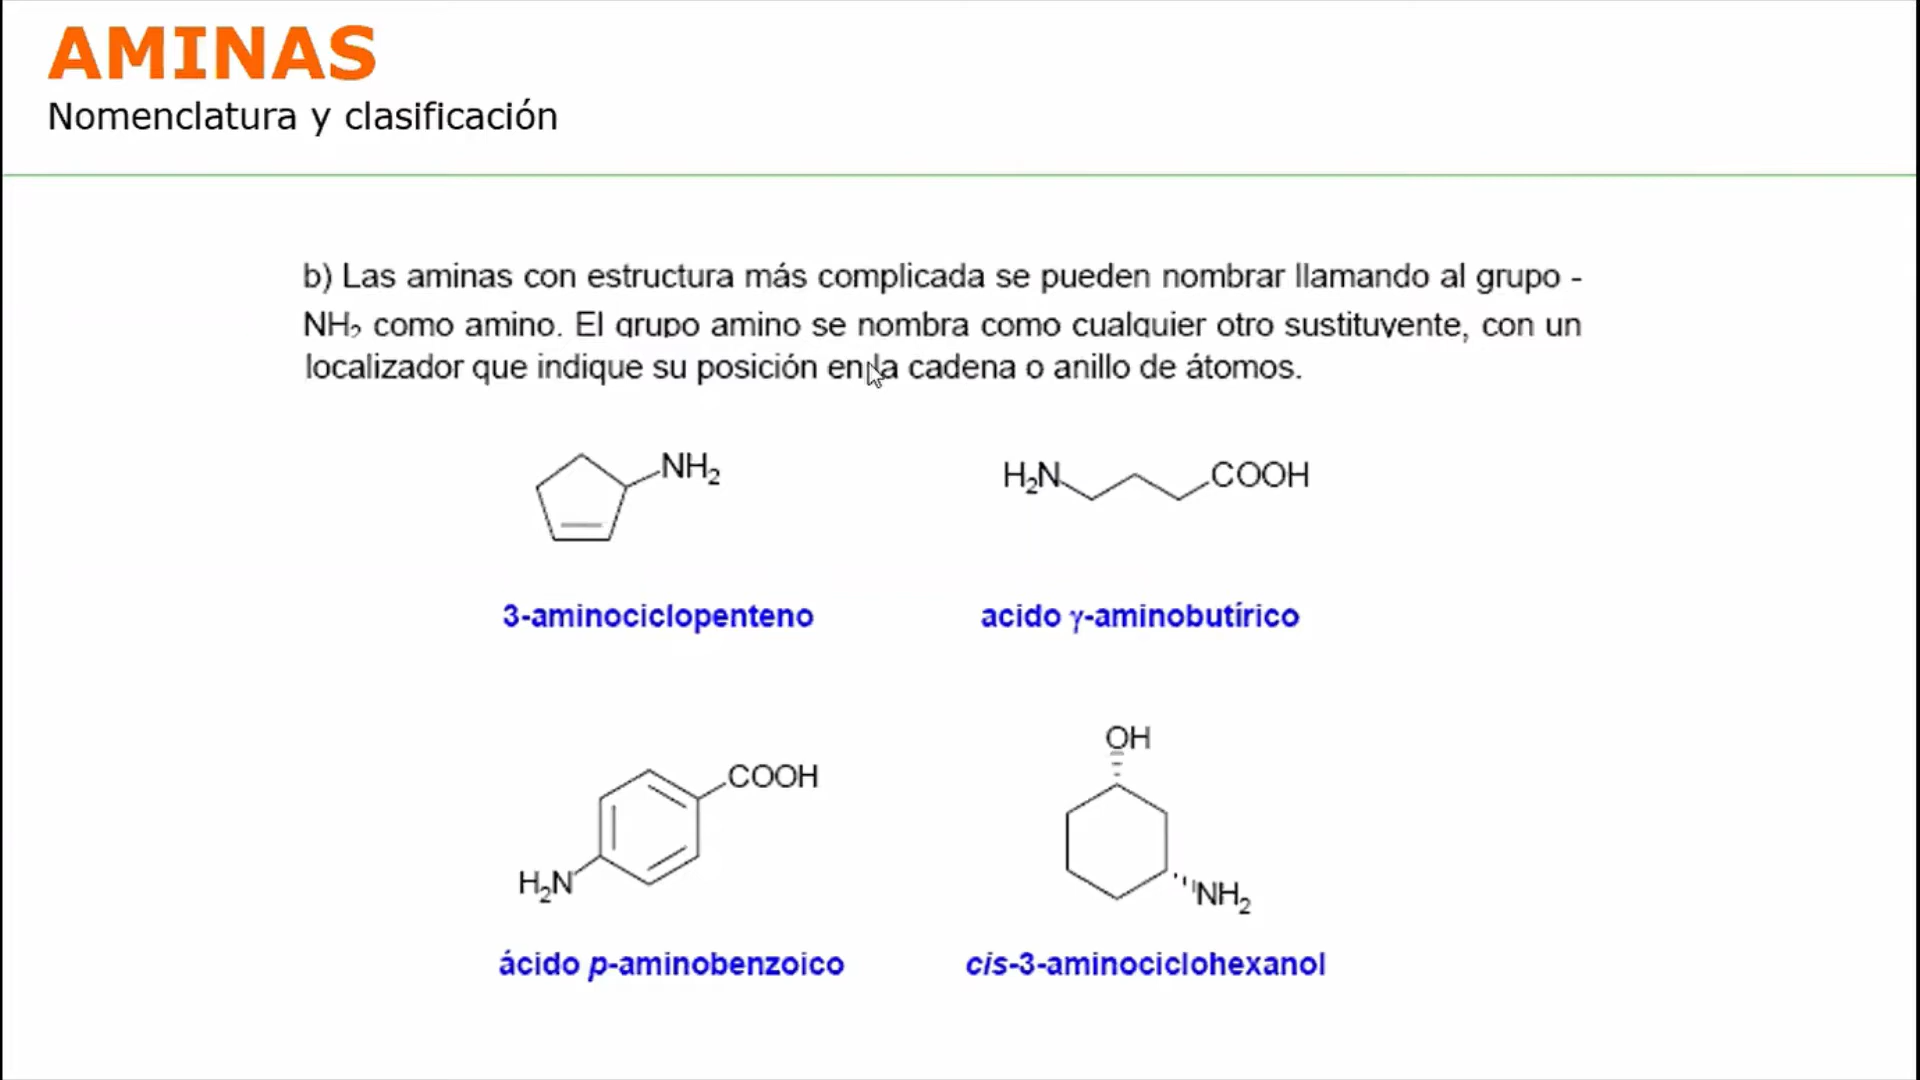 AMINAS
Nomenclatura y clasificación
b) Las aminas con estructura más complicada se pueden nombrar llamando al grupo -
NH₂ como amino. El grupo amino se nombra como cualquier otro sustituyente, con un
localizador que indique su posición en la cadena o anillo de átomos.
NH₂
H₂N COOH
3-aminociclopenteno
acido γ-aminobutírico
COOH
H₂N
OH
NH₂
ácido p-aminobenzoico
cis-3-aminociclohexanol